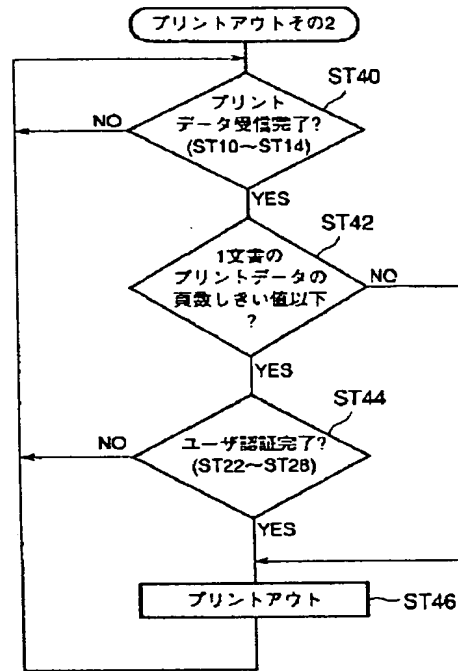 プリントアウトその2
ST40
プリント
データ受信完了?
(ST10～ST14)
NO
YES
ST42
1文書の
プリントデータの
頁数しきい値以下
?
NO
YES
ST44
ユーザ認証完了?
(ST22～ST28)
NO
YES
プリントアウト
ST46